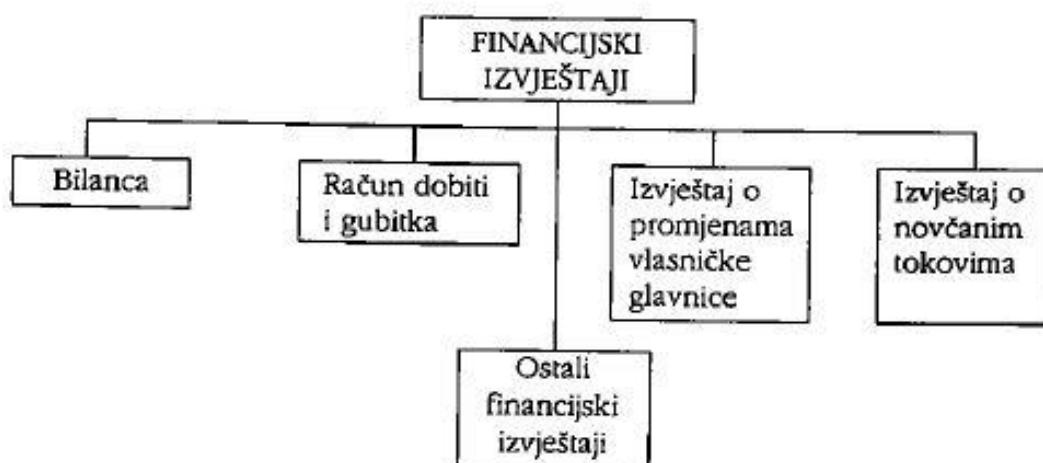 FINANCIJSKI
IZVJEŠTAJI
Bilanca
Račun dobiti
i gubitka
Izvještaj o
promjenama
vlasničke
glavnice
Izvještaj o
novčanim
tokovima
Ostali
financijski
izvještaji